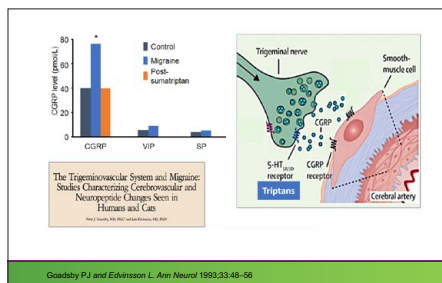 CGRP level (pmol/L)
80
60
40
20
0
*
Control
Migraine
Post-
sumatriptan
CGRP
VIP
SP
The Trigeminovascular System and Migraine:
Studies Characterizing Cerebrovascular and
Neuropeptide Changes Seen in
Humans and Cats
Trigeminal nerve
Smooth-
muscle cell
CGRP
5-HT1B/1D
receptor
CGRP
receptor
Triptans
Cerebral artery
Goadsby PJ and Edvinsson L. Ann Neurol 1993;33:48–56